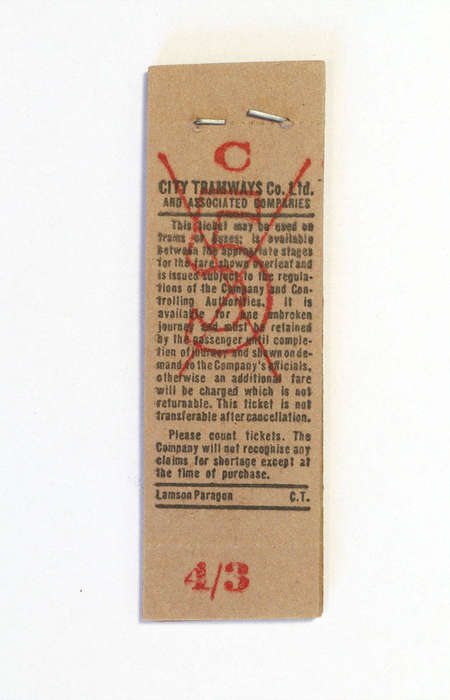 C
CITY TRAMWAYS Co. Ltd.
AND ASSOCIATED COMPANIES
This ticket may be used on
trams or buses; is available
between the appropriate stages
for the fare shown overleaf and
is issued subject to the regula-
tions of the Company and Con-
trolling Authorities. It is
available for one unbroken
journey and must be retained
by the passenger until comple-
tion of journey and shown on de-
mand to the Company's officials,
otherwise an additional fare
will be charged which is not
returnable. This ticket is not
transferable after cancellation.
Please count tickets. The
Company will not recognise any
claims for shortage except at
the time of purchase.
Lamson Paragon C.T.
4/3